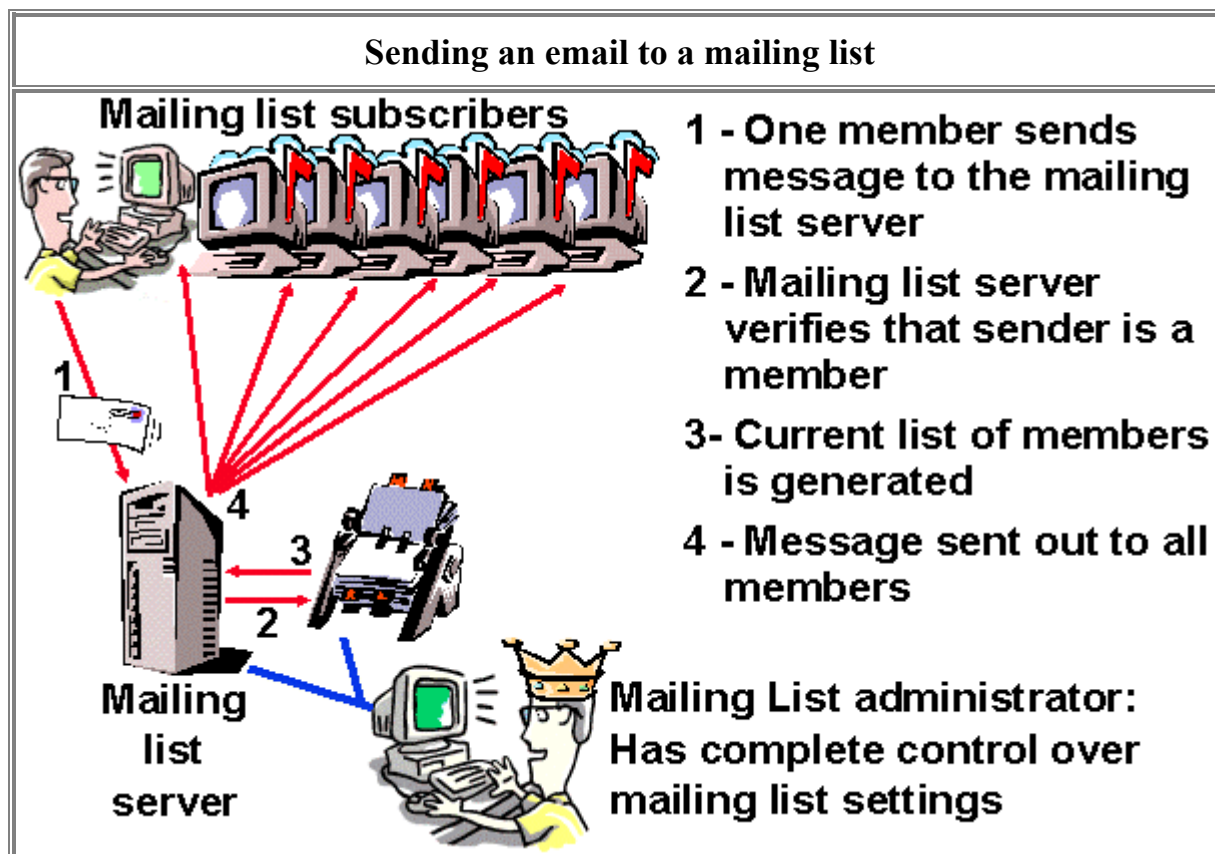 Sending an email to a mailing list
Mailing list subscribers
1 - One member sends
message to the mailing
list server
2 - Mailing list server
verifies that sender is a
member
3- Current list of members
is generated
4 - Message sent out to all
members
1
4
3
2
Mailing
list
server
Mailing List administrator:
Has complete control over
mailing list settings